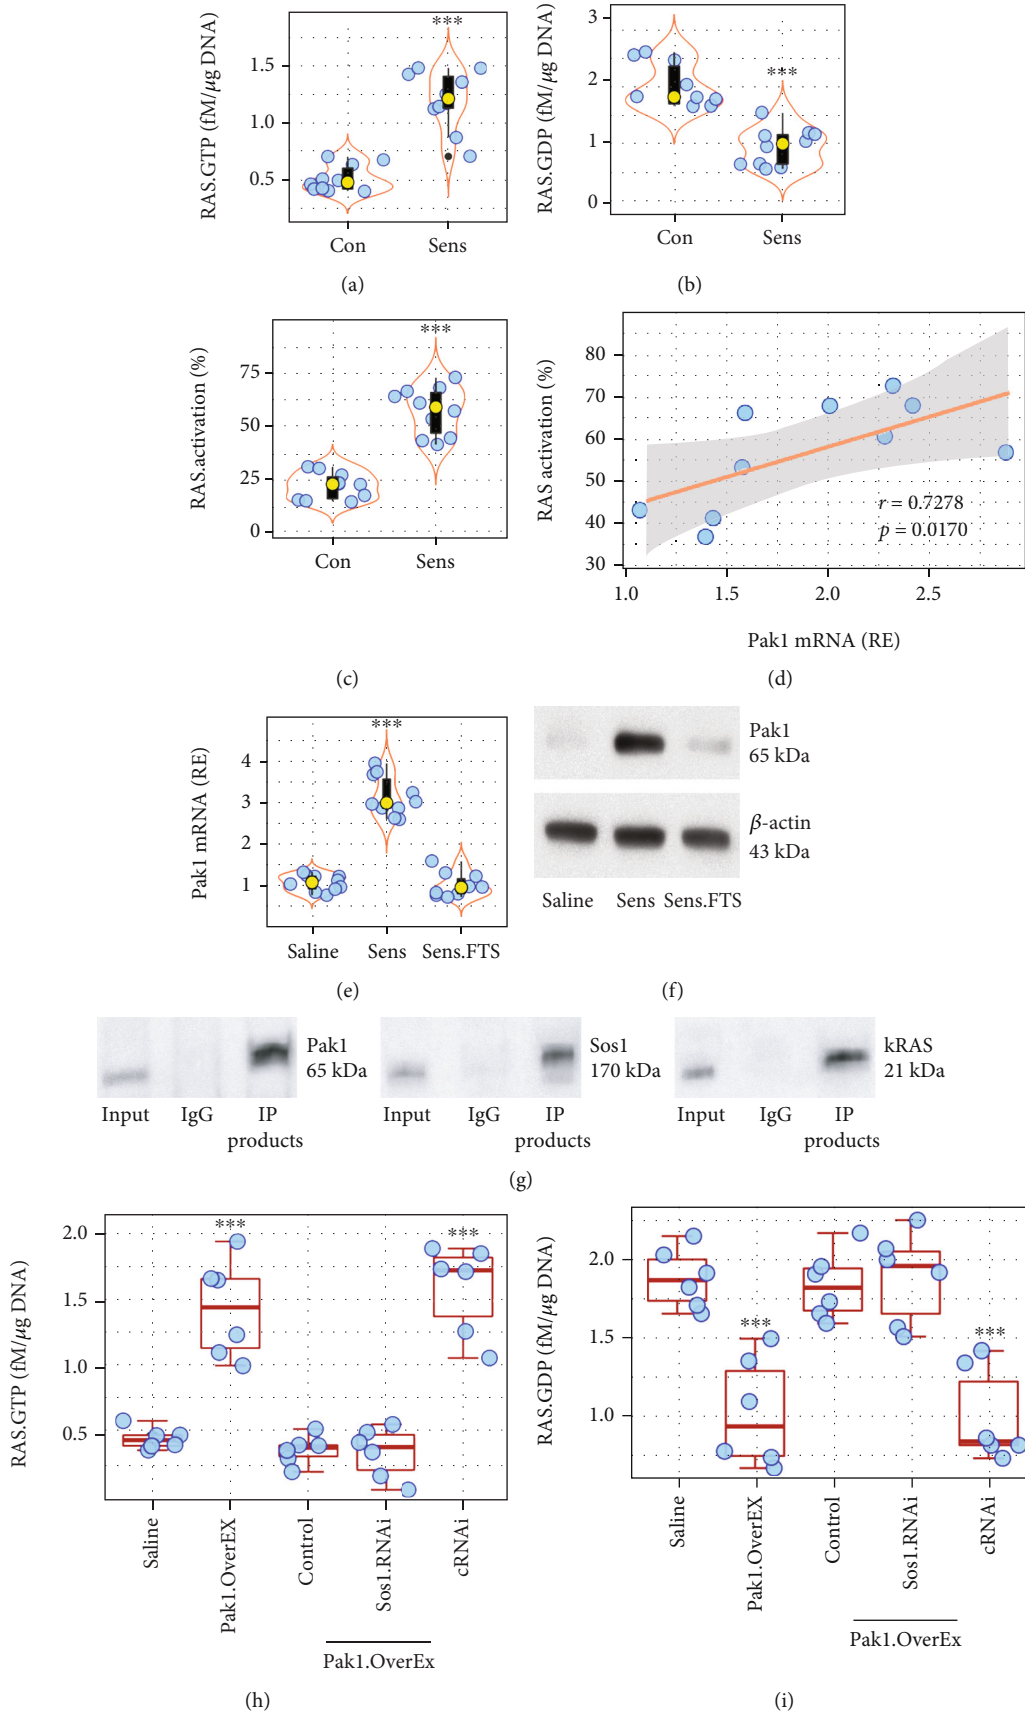 RAS.GTP (fM/µg DNA)
1.5
1.0
0.5
***
Con
Sens
(a)
RAS.GDP (fM/µg DNA)
3
2
1
0
***
Con
Sens
(b)
RAS.activation (%)
75
50
25
0
***
Con
Sens
(c)
RAS activation (%)
80
70
60
50
40
30
r = 0.7278
p = 0.0170
1.0
1.5
2.0
2.5
Pak1 mRNA (RE)
(d)
Pak1 mRNA (RE)
4
3
2
1
***
Saline
Sens
Sens.FTS
(e)
Pak1
65 kDa
β-actin
43 kDa
Saline
Sens
Sens.FTS
(f)
Pak1
65 kDa
Input
IgG
IP
products
Sos1
170 kDa
Input
IgG
IP
products
kRAS
21 kDa
Input
IgG
IP
products
(g)
RAS.GTP (fM/µg DNA)
2.0
1.5
1.0
0.5
***
***
Saline
Pak1.OverEX
Control
Sos1.RNAi
cRNAi
Pak1.OverEx
(h)
RAS.GDP (fM/µg DNA)
2.0
1.5
1.0
***
***
Saline
Pak1.OverEX
Control
Sos1.RNAi
cRNAi
Pak1.OverEx
(i)